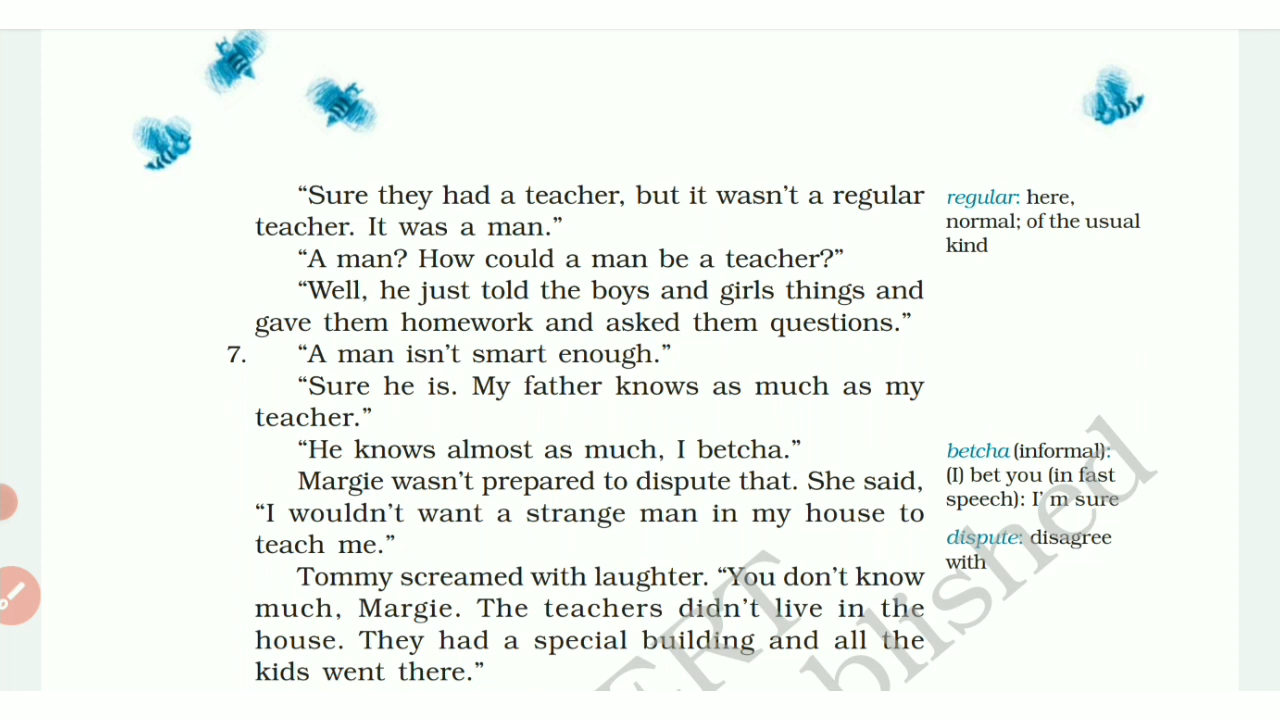 “Sure they had a teacher, but it wasn’t a regular
teacher. It was a man.”
“A man? How could a man be a teacher?”
“Well, he just told the boys and girls things and
gave them homework and asked them questions.”
7. “A man isn’t smart enough.”
“Sure he is. My father knows as much as my
teacher.”
“He knows almost as much, I betcha.”
Margie wasn’t prepared to dispute that. She said,
“I wouldn’t want a strange man in my house to
teach me.”
Tommy screamed with laughter. “You don’t know
much, Margie. The teachers didn’t live in the
house. They had a special building and all the
kids went there.”
regular: here,
normal; of the usual
kind
betcha (informal):
(I) bet you (in fast
speech): I’ m sure
dispute: disagree
with